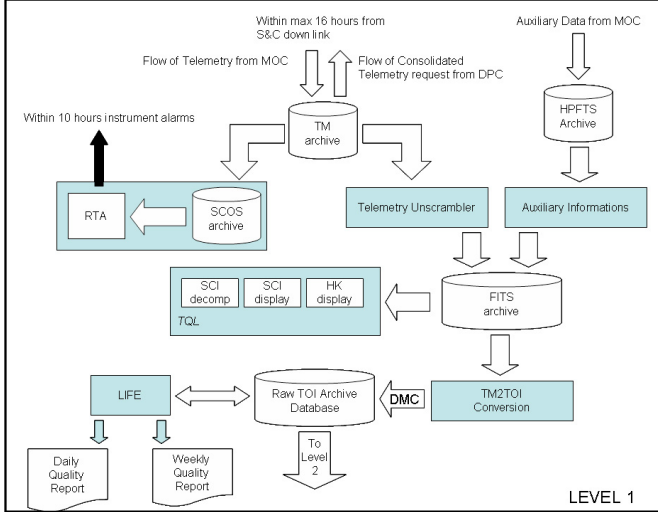 Within max 16 hours from
S&C down link
Auxiliary Data from MOC
Flow of Telemetry from MOC
Flow of Consolidated
Telemetry request from DPC
HPFTS
Archive
Within 10 hours instrument alarms
TM
archive
RTA
SCOS
archive
Telemetry Unscrambler
Auxiliary Informations
SCI
decomp
SCI
display
HK
display
TQL
FITS
archive
LIFE
Raw TOI Archive
Database
DMC
TM2TOI
Conversion
Daily
Quality
Report
Weekly
Quality
Report
To
Level
2
LEVEL 1